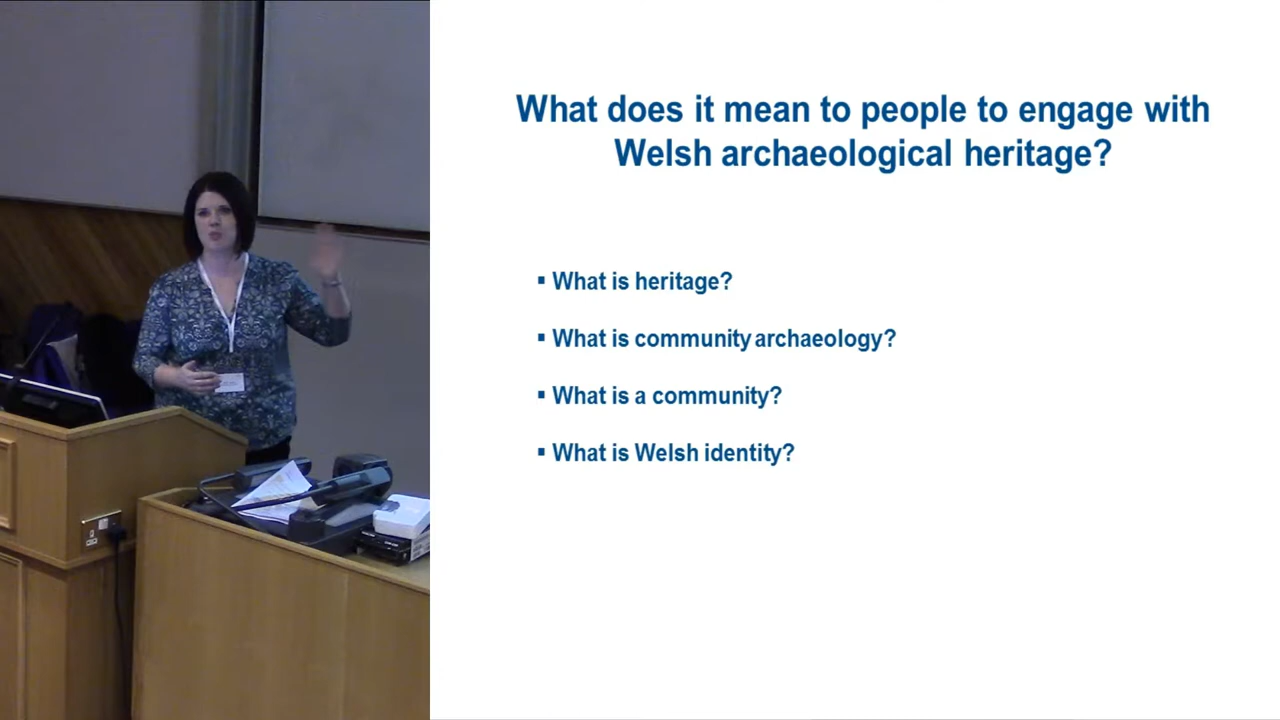 What does it mean to people to engage with
Welsh archaeological heritage?
▪ What is heritage?
▪ What is community archaeology?
▪ What is a community?
▪ What is Welsh identity?